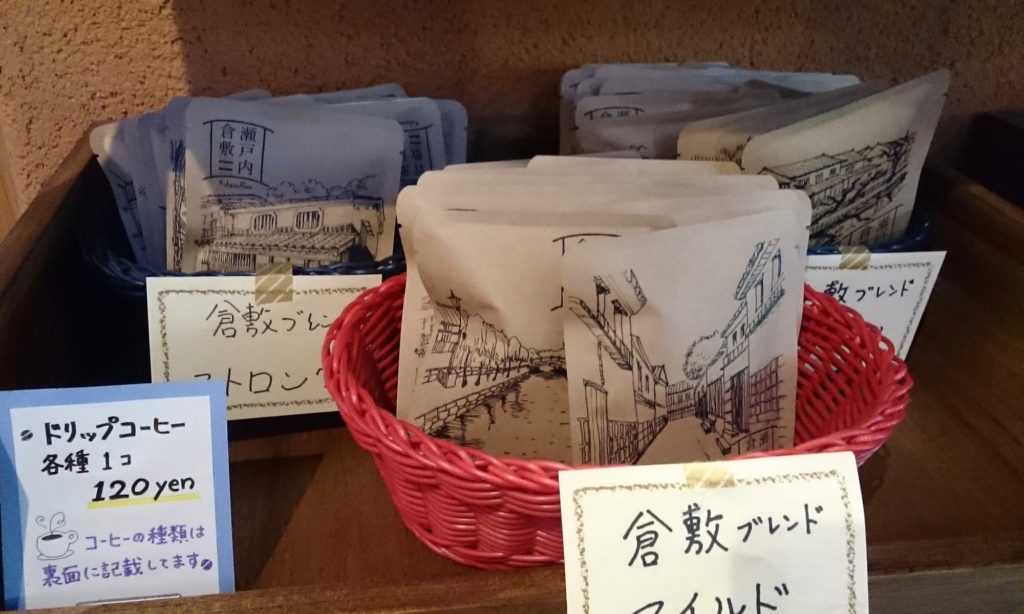 瀬戸内
倉敷
倉敷ブレン
ストロング
敷ブレンド
ドリップコーヒー
各種 1コ
120yen
コーヒーの種類は
裏面に記載してます
倉敷ブレンド
マイルド